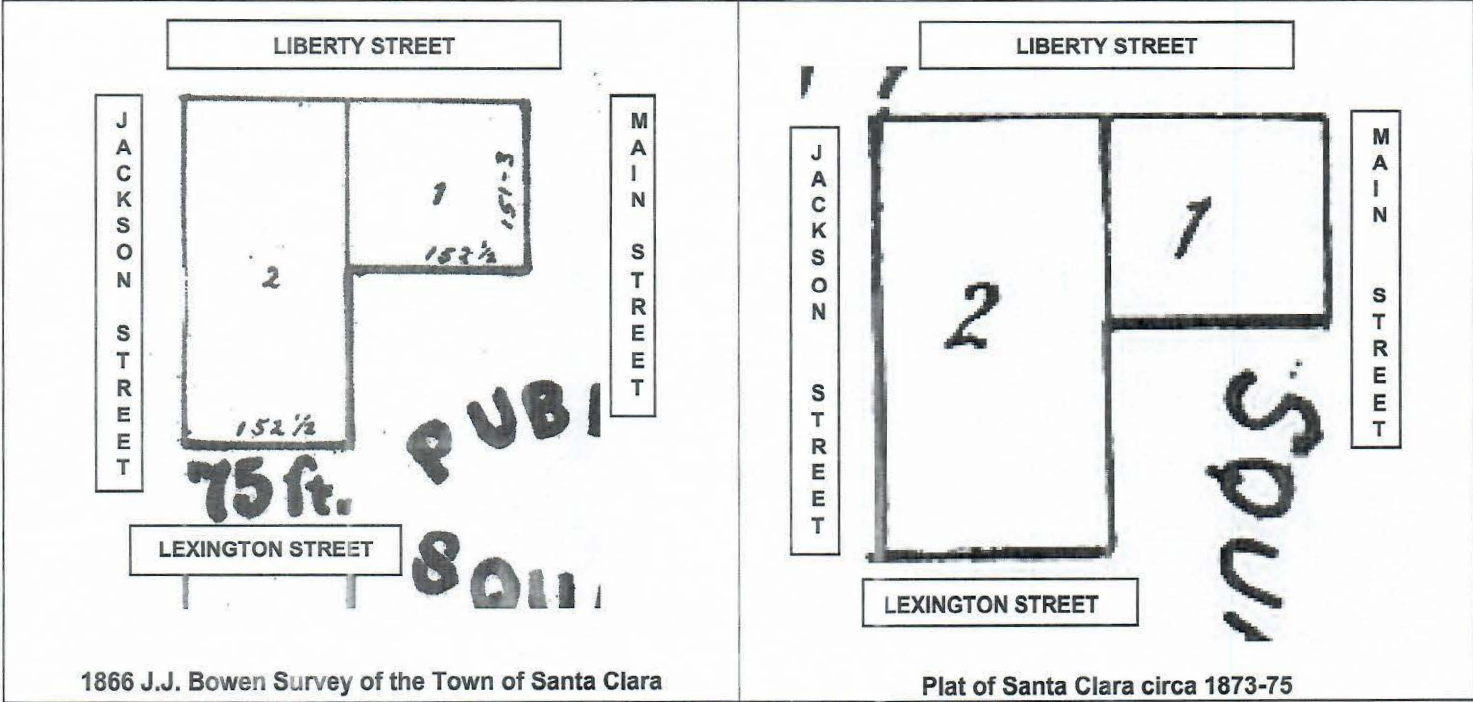 LIBERTY STREET
JACKSON STREET
MAIN STREET
1
151-3
152½
2
152½
75 ft.
PUB
SQU
LEXINGTON STREET
1866 J.J. Bowen Survey of the Town of Santa Clara
LIBERTY STREET
JACKSON STREET
MAIN STREET
1
2
SQU
LEXINGTON STREET
Plat of Santa Clara circa 1873-75